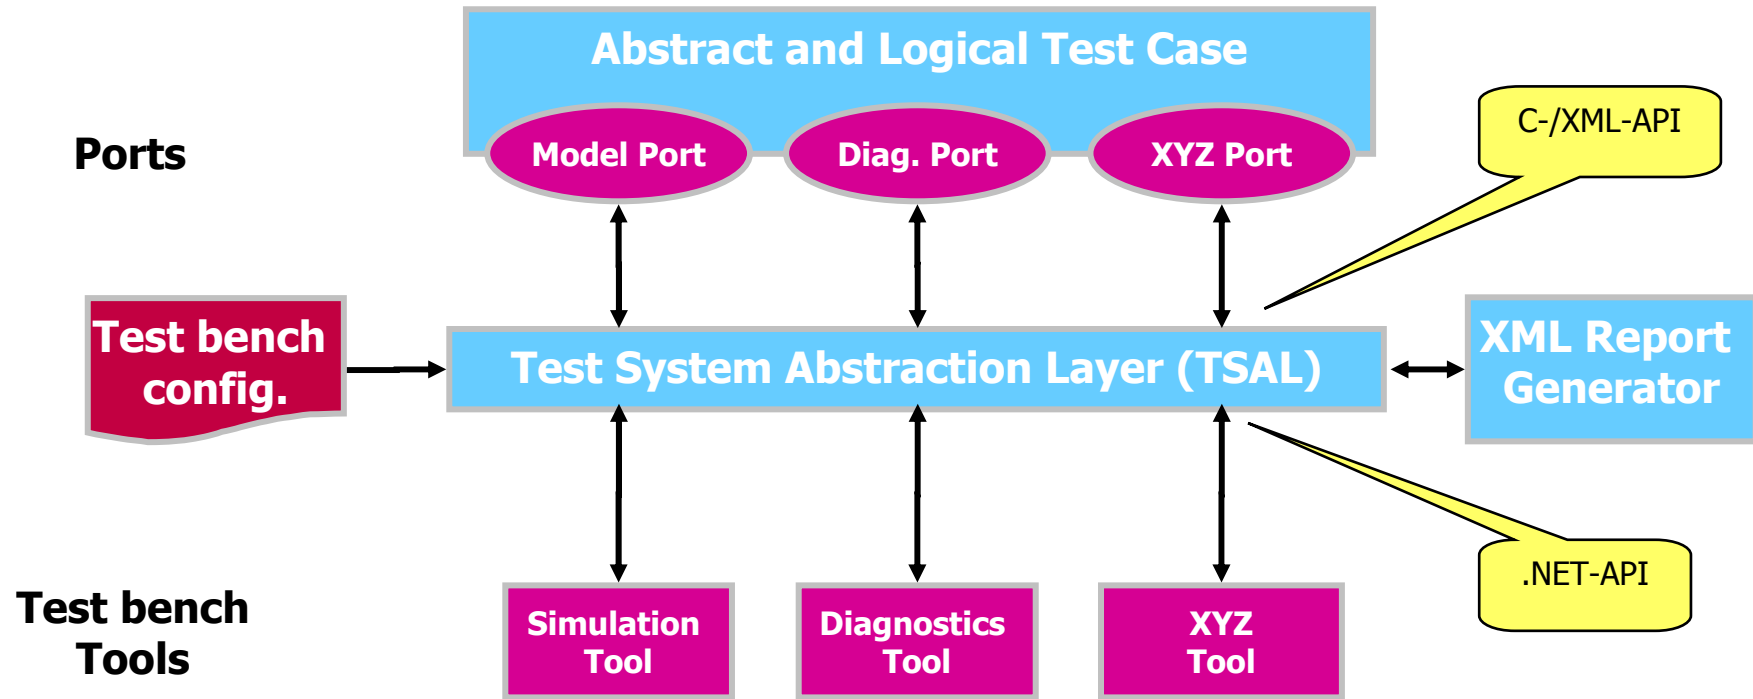 Abstract and Logical Test Case
C-/XML-API
Ports
Model Port
Diag. Port
XYZ Port
Test bench
config.
Test System Abstraction Layer (TSAL)
XML Report
Generator
.NET-API
Test bench
Tools
Simulation
Tool
Diagnostics
Tool
XYZ
Tool